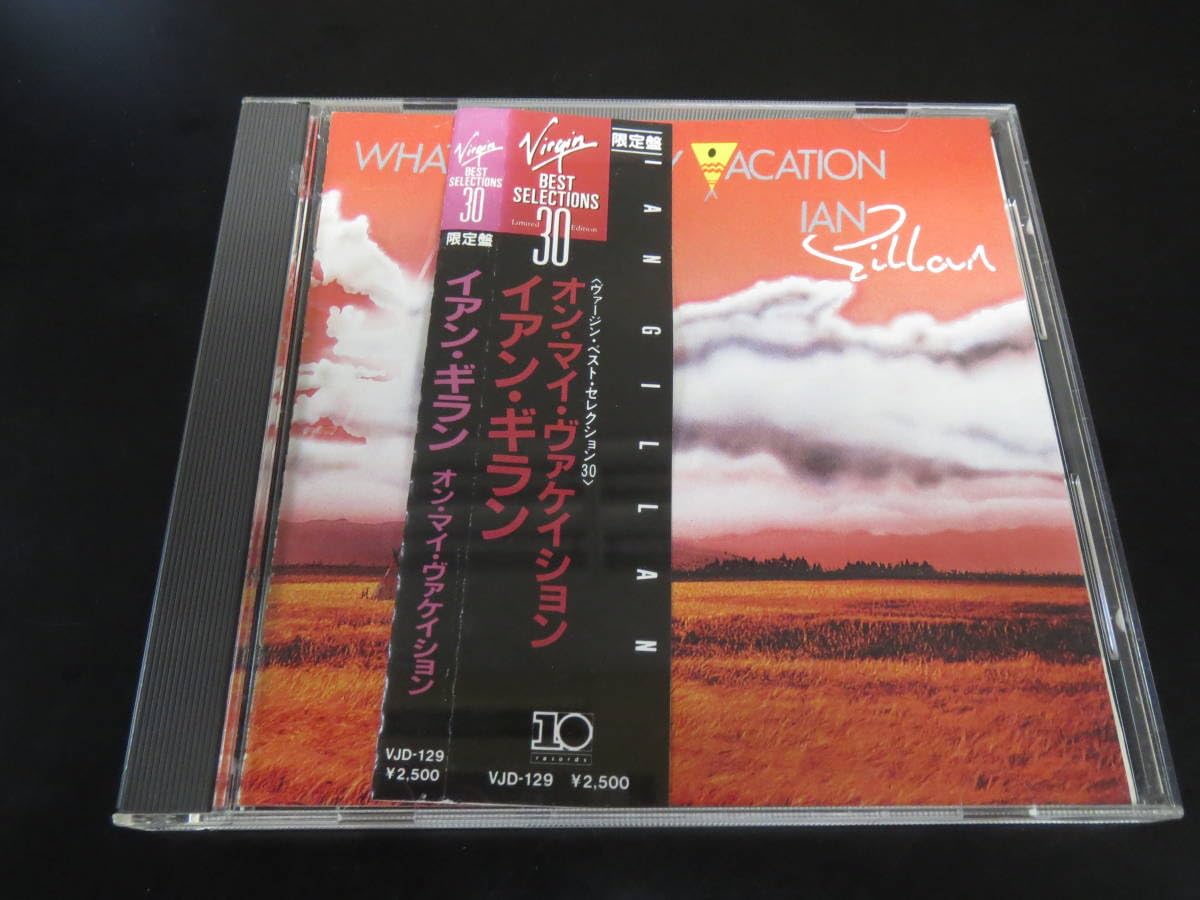 WHAT
Y VACATION
IAN
Gillan
Virgin
BEST
SELECTIONS
30
限定盤
イアン・ギラン オン・マイ・ヴァケイション
VJD-129
¥2,500
Virgin
BEST
SELECTIONS
Limited 30 Edition
限定盤
IAN GILLAN
〈ヴァージン・ベスト・セレクション30〉
オン・マイ・ヴァケイション
イアン・ギラン
10
records
VJD-129 ¥2,500